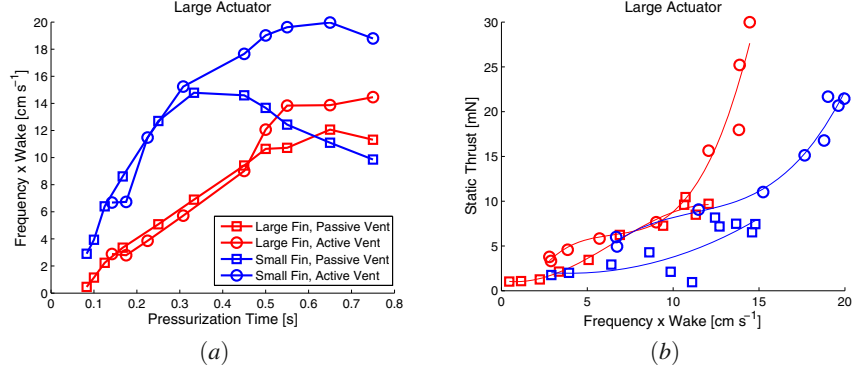 Large Actuator
Frequency x Wake [cm s⁻¹]
20
18
16
14
12
10
8
6
4
2
0
0
0.1
0.2
0.3
0.4
0.5
0.6
0.7
0.8
Pressurization Time [s]
Large Fin, Passive Vent
Large Fin, Active Vent
Small Fin, Passive Vent
Small Fin, Active Vent
(a)
Large Actuator
Static Thrust [mN]
30
25
20
15
10
5
0
0
5
10
15
20
Frequency x Wake [cm s⁻¹]
(b)